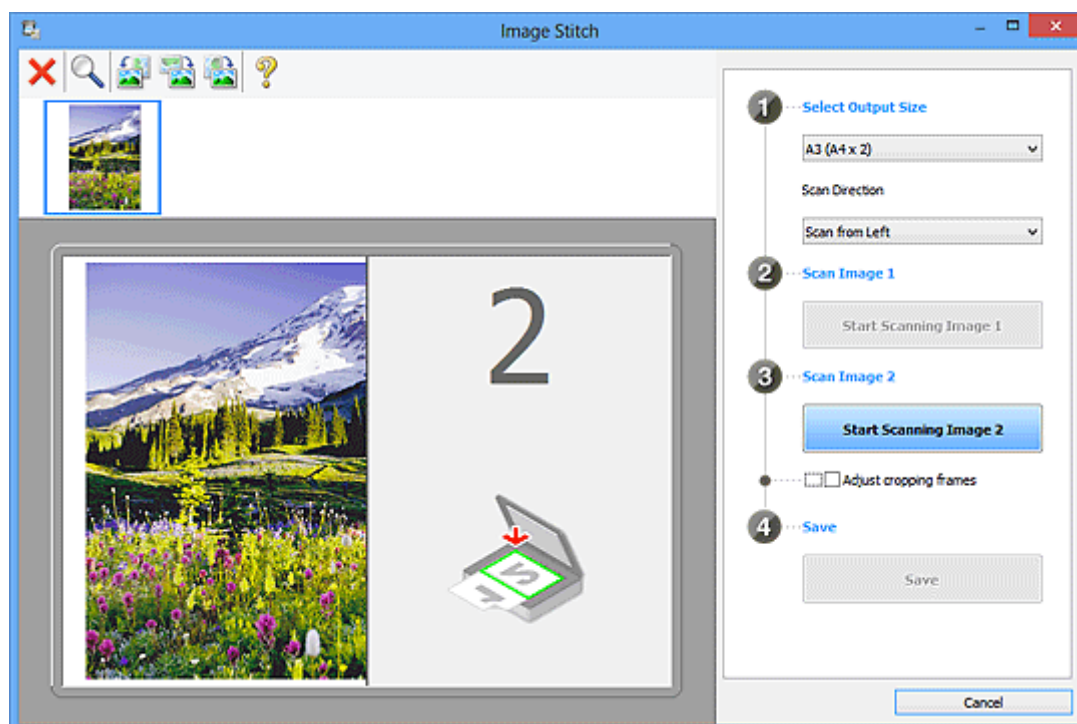 Image Stitch
1
Select Output Size
A3 (A4 x 2)
Scan Direction
Scan from Left
2
Scan Image 1
Start Scanning Image 1
3
Scan Image 2
Start Scanning Image 2
Adjust cropping frames
4
Save
Save
2
1
2
Cancel